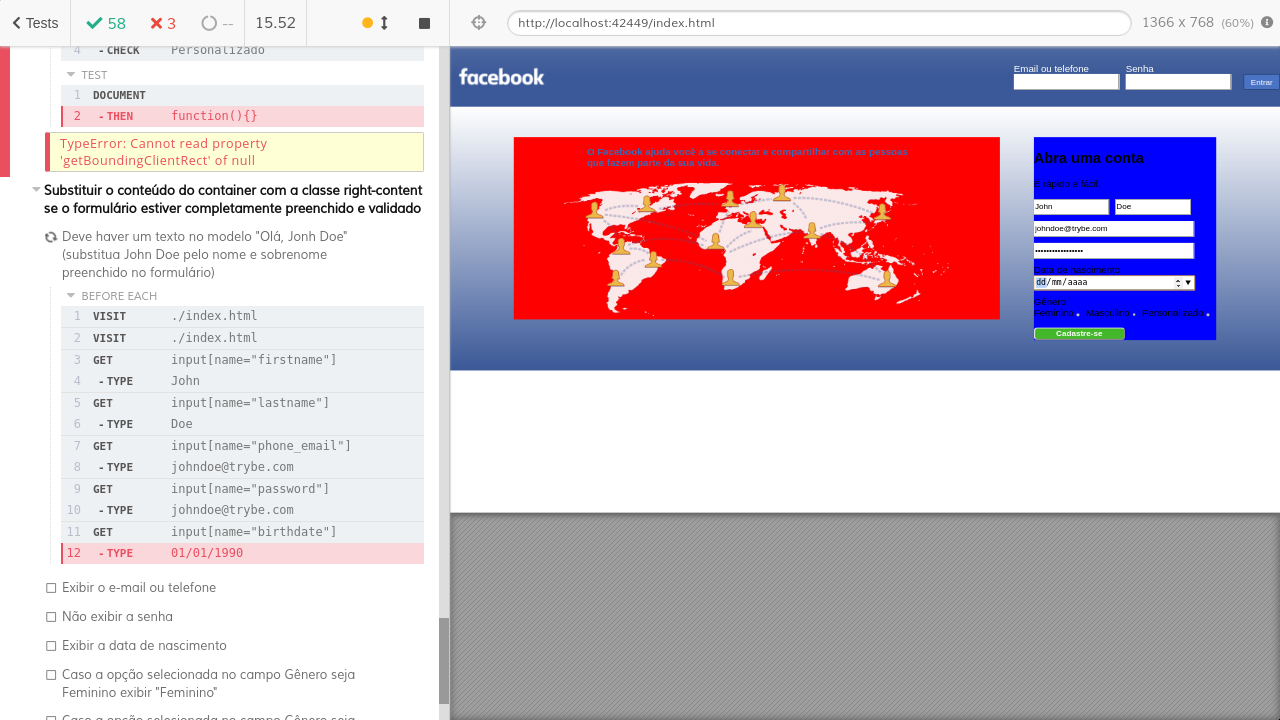 Tests
58
3
--
15.52
4 - CHECK Personalizado
TEST
1 DOCUMENT
2 - THEN function(){}
TypeError: Cannot read property
'getBoundingClientRect' of null
Substituir o conteúdo do container com a classe right-content
se o formulário estiver completamente preenchido e validado
Deve haver um texto no modelo "Olá, Jonh Doe"
(substitua John Doe pelo nome e sobrenome
preenchido no formulário)
BEFORE EACH
1 VISIT ./index.html
2 VISIT ./index.html
3 GET input[name="firstname"]
4 - TYPE John
5 GET input[name="lastname"]
6 - TYPE Doe
7 GET input[name="phone_email"]
8 - TYPE johndoe@trybe.com
9 GET input[name="password"]
10 - TYPE johndoe@trybe.com
11 GET input[name="birthdate"]
12 - TYPE 01/01/1990
Exibir o e-mail ou telefone
Não exibir a senha
Exibir a data de nascimento
Caso a opção selecionada no campo Gênero seja
Feminino exibir "Feminino"
Caso a opção selecionada no campo Gênero seja
http://localhost:42449/index.html
1366 x 768 (60%)
facebook
Email ou telefone
Senha
Entrar
O Facebook ajuda você a se conectar e compartilhar com as pessoas
que fazem parte da sua vida.
Abra uma conta
É rápido e fácil
John
Doe
johndoe@trybe.com
•••••••••••••••••
Data de nascimento
dd/mm/aaaa
Gênero
Feminino Masculino Personalizado
Cadastre-se